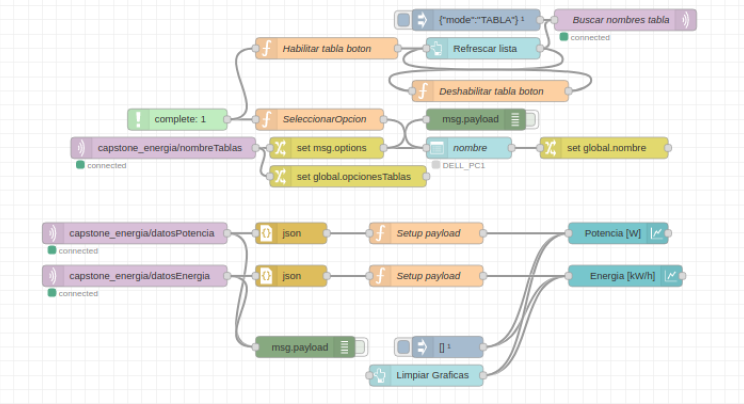 {"mode":"TABLA"} ¹
Buscar nombres tabla
connected
Habilitar tabla boton
Refrescar lista
Deshabilitar tabla boton
complete: 1
SeleccionarOpcion
msg.payload
capstone_energia/nombreTablas
connected
set msg.options
nombre
DELL_PC1
set global.nombre
set global.opcionesTablas
capstone_energia/datosPotencia
connected
json
Setup payload
Potencia [W]
capstone_energia/datosEnergia
connected
json
Setup payload
Energia [kW/h]
msg.payload
[] ¹
Limpiar Graficas